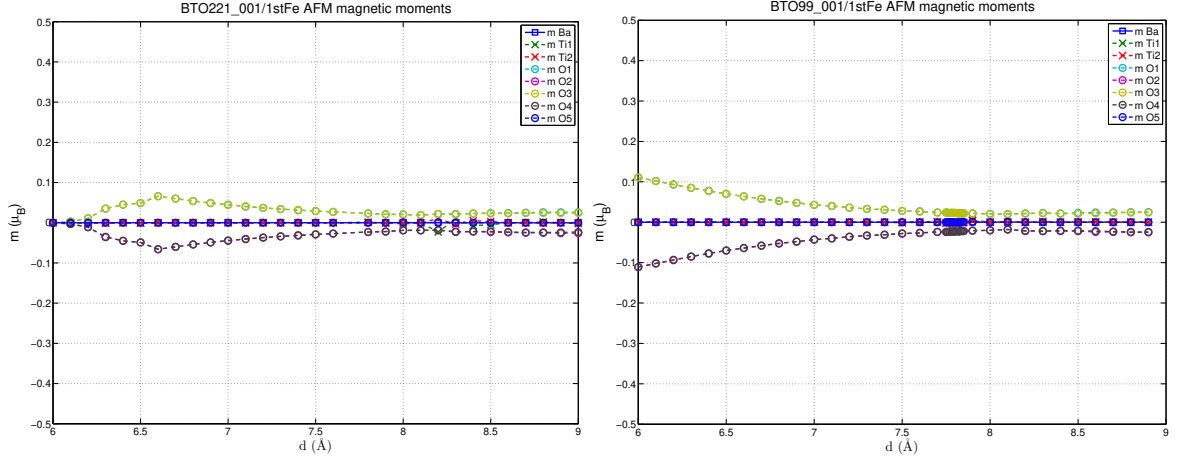 BTO221_001/1stFe AFM magnetic moments
0.5
0.4
0.3
0.2
0.1
0
−0.1
−0.2
−0.3
−0.4
−0.5
m (μB)
6
6.5
7
7.5
8
8.5
9
d (Å)
m Ba
m Ti1
m Ti2
m O1
m O2
m O3
m O4
m O5
BTO99_001/1stFe AFM magnetic moments
0.5
0.4
0.3
0.2
0.1
0
−0.1
−0.2
−0.3
−0.4
−0.5
m (μB)
6
6.5
7
7.5
8
8.5
9
d (Å)
m Ba
m Ti1
m Ti2
m O1
m O2
m O3
m O4
m O5